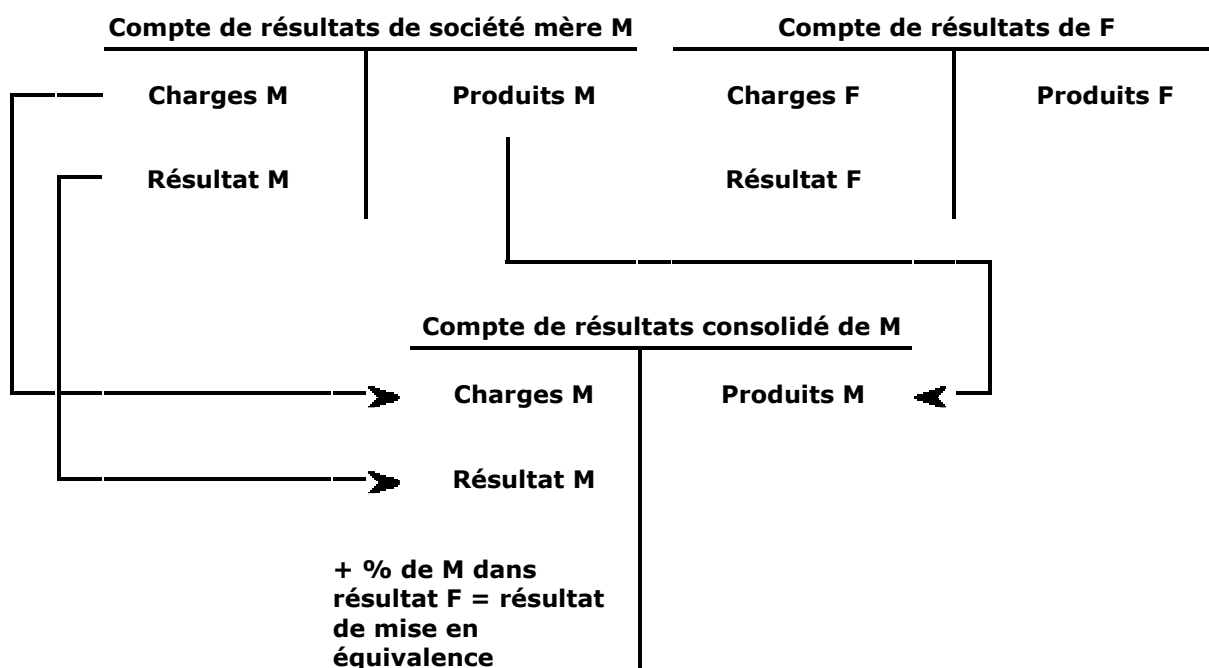 Compte de résultats de société mère M
Compte de résultats de F
Charges M
Produits M
Charges F
Produits F
Résultat M
Résultat F
Compte de résultats consolidé de M
Charges M
Produits M
Résultat M
+ % de M dans
résultat F = résultat
de mise en
équivalence